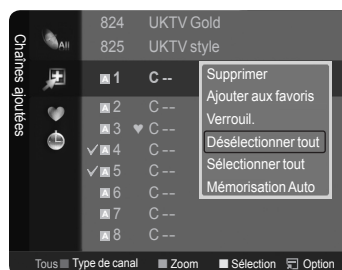 Chaînes ajoutées
All
824 UKTV Gold
825 UKTV style
A 1 C --
A 2 C --
A 3 ♥ C --
✓ A 4 C --
✓ A 5 C --
A 6 C --
A 7 C --
A 8 C --
Supprimer
Ajouter aux favoris
Verrouil.
Désélectionner tout
Sélectionner tout
Mémorisation Auto
Tous Type de canal Zoom Sélection Option